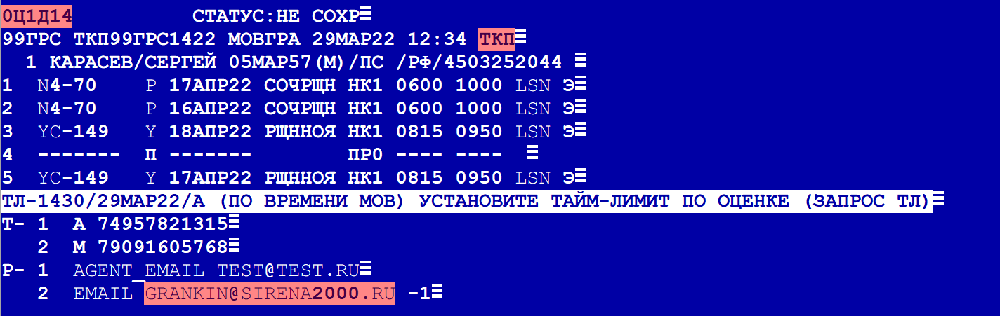 0Ц1Д14 СТАТУС:НЕ СОХР
99ГРС ТКП99ГРС1422 МОВГРА 29МАР22 12:34 ТКП
1 КАРАСЕВ/СЕРГЕЙ 05МАР57(М)/ПС /РФ/4503252044
1 N4-70 P 17АПР22 СОЧРЩН НК1 0600 1000 LSN Э
2 N4-70 P 16АПР22 СОЧРЩН НК1 0600 1000 LSN Э
3 YC-149 Y 18АПР22 РЩННОЯ НК1 0815 0950 LSN Э
4 ------- П ------- ПР0 ---- ----
5 YC-149 Y 17АПР22 РЩННОЯ НК1 0815 0950 LSN Э
ТЛ-1430/29МАР22/А (ПО ВРЕМЕНИ МОВ) УСТАНОВИТЕ ТАЙМ-ЛИМИТ ПО ОЦЕНКЕ (ЗАПРОС ТЛ)
Т- 1 А 74957821315
2 М 79091605768
Р- 1 AGENT_EMAIL TEST@TEST.RU
2 EMAIL GRANKIN@SIRENA2000.RU -1